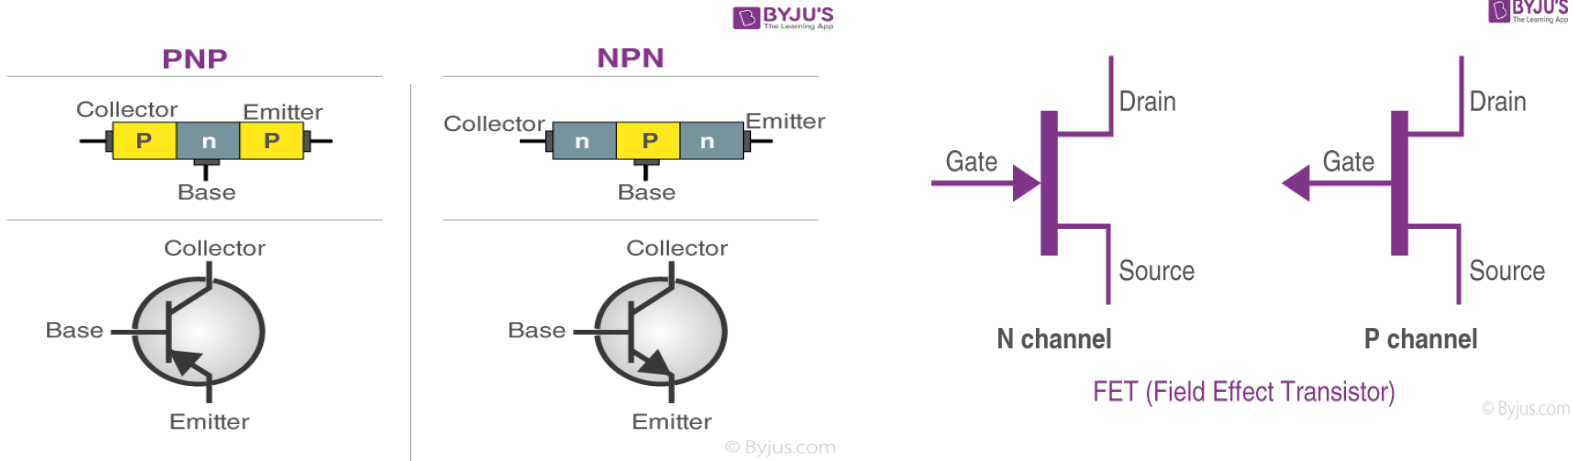 BYJU'S
The Learning App
PNP
Collector
Emitter
P
n
P
Base
Collector
Base
Emitter
NPN
Collector
Emitter
n
P
n
Base
Collector
Base
Emitter
© Byjus.com
BYJU'S
The Learning App
Drain
Gate
Source
N channel
Drain
Gate
Source
P channel
FET (Field Effect Transistor)
© Byjus.com